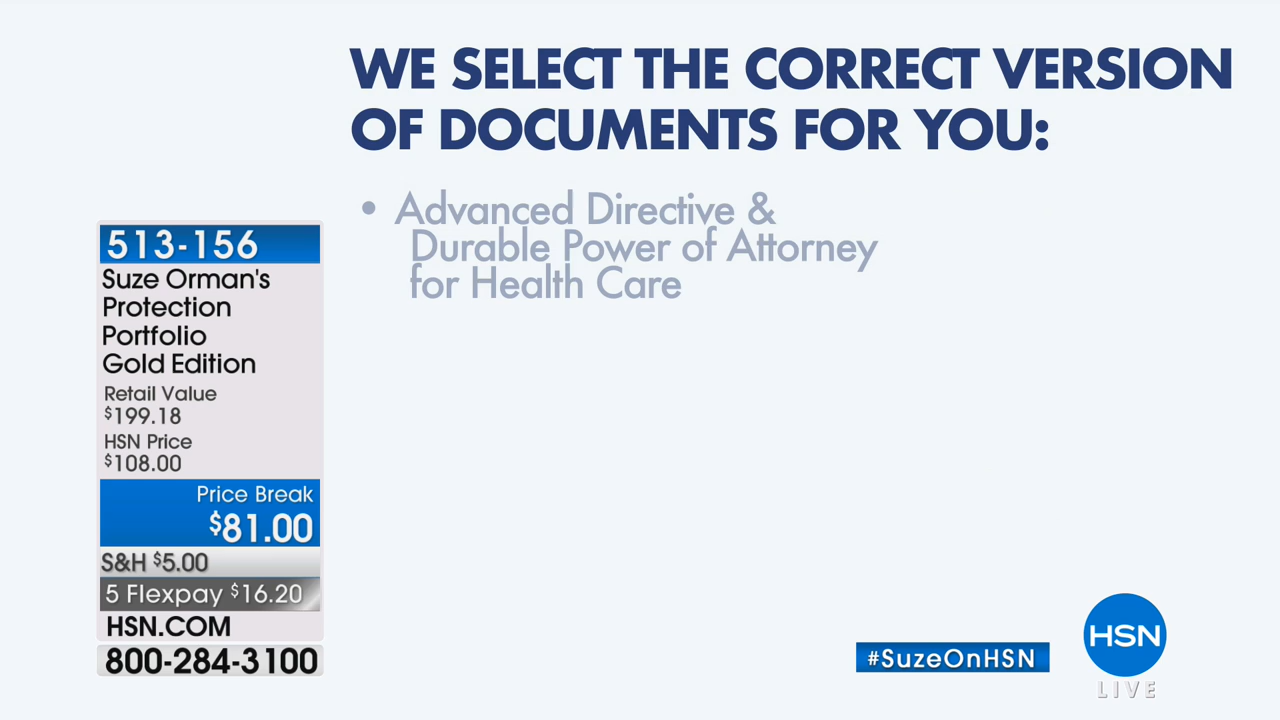 WE SELECT THE CORRECT VERSION
OF DOCUMENTS FOR YOU:
• Advanced Directive &
Durable Power of Attorney
for Health Care
513-156
Suze Orman's
Protection
Portfolio
Gold Edition
Retail Value
$199.18
HSN Price
$108.00
Price Break
$81.00
S&H $5.00
5 Flexpay $16.20
HSN.COM
800-284-3100
#SuzeOnHSN
HSN
LIVE